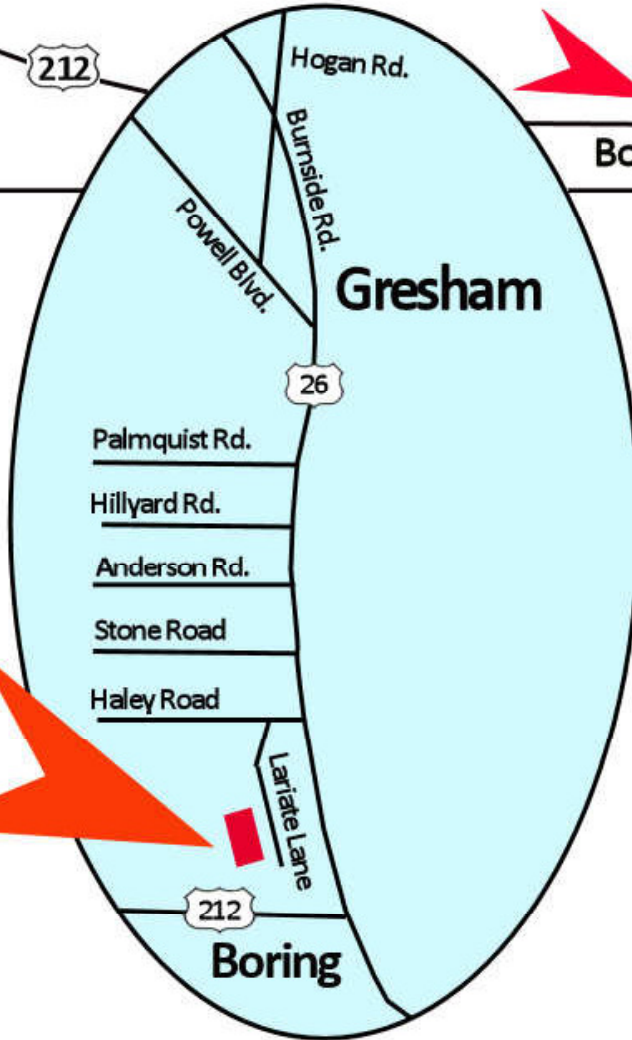 212
Hogan Rd.
Burnside Rd.
Powell Blvd.
Gresham
26
Palmquist Rd.
Hillyard Rd.
Anderson Rd.
Stone Road
Haley Road
Lariate Lane
212
Boring